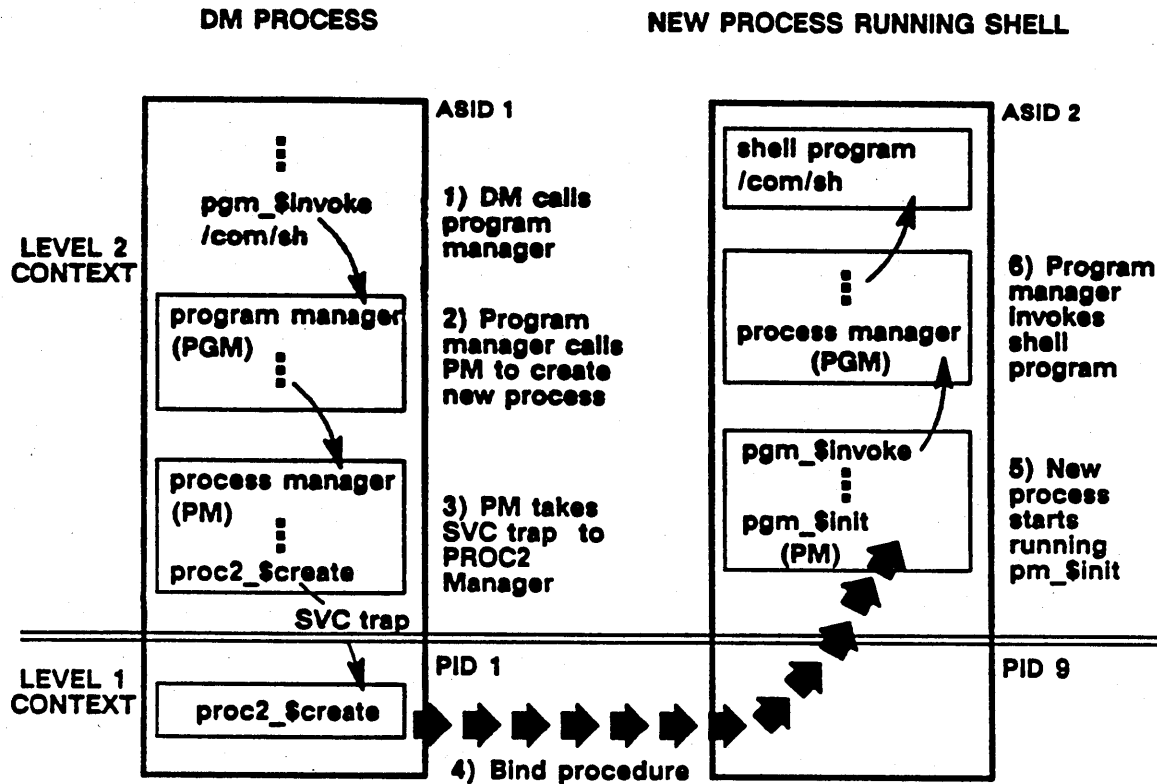 DM PROCESS
NEW PROCESS RUNNING SHELL
LEVEL 2
CONTEXT
ASID 1
pgm_$invoke
/com/sh
1) DM calls
program
manager
program manager
(PGM)
2) Program
manager calls
PM to create
new process
process manager
(PM)
proc2_$create
3) PM takes
SVC trap to
PROC2
Manager
SVC trap
LEVEL 1
CONTEXT
PID 1
proc2_$create
4) Bind procedure
ASID 2
shell program
/com/sh
process manager
(PGM)
6) Program
manager
invokes
shell
program
pgm_$invoke
pgm_$init
(PM)
5) New
process
starts
running
pm_$init
PID 9